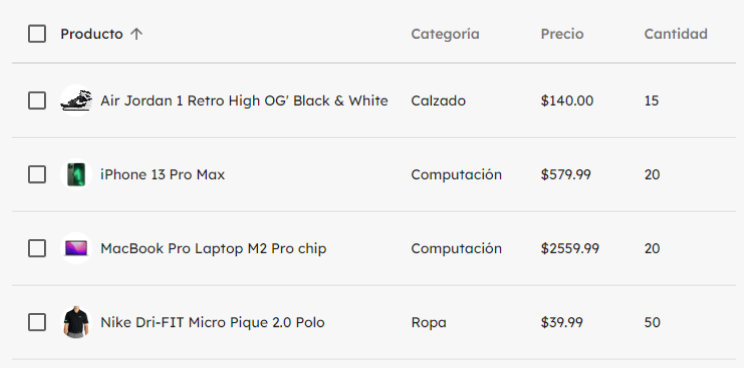 Producto Categoría Precio Cantidad
Air Jordan 1 Retro High OG' Black & White Calzado $140.00 15
iPhone 13 Pro Max Computación $579.99 20
MacBook Pro Laptop M2 Pro chip Computación $2559.99 20
Nike Dri-FIT Micro Pique 2.0 Polo Ropa $39.99 50